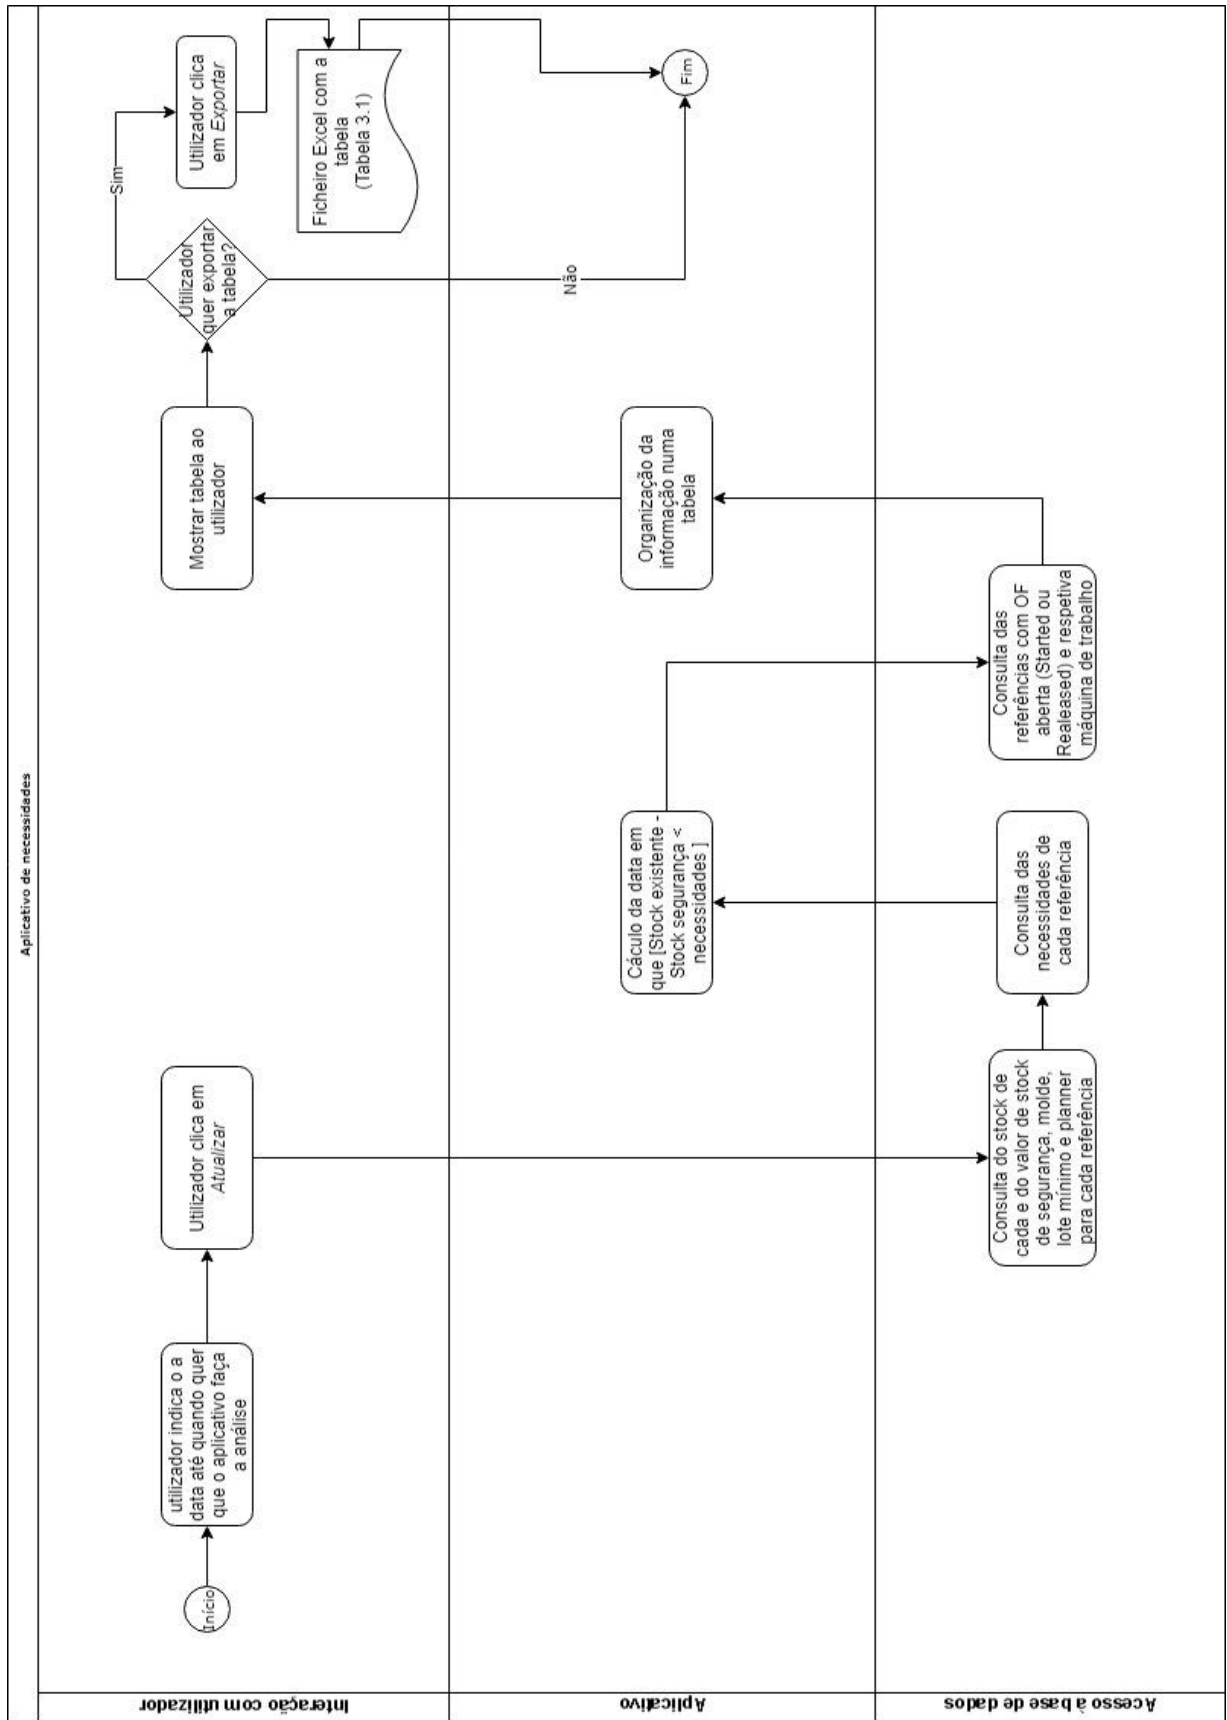 Aplicativo de necessidades
Interação com utilizador
Início
utilizador indica o a
data até quando quer
que o aplicativo faça
a análise
Utilizador clica em
Atualizar
Mostrar tabela ao
utilizador
Utilizador
quer exportar
a tabela?
Sim
Utilizador clica
em Exportar
Ficheiro Excel com a
tabela
(Tabela 3.1)
Aplicativo
Cáculo da data em
que [Stock existente -
Stock segurança <
necessidades ]
Organização da
informação numa
tabela
Não
Fim
Acesso à base de dados
Consulta do stock de
cada e do valor de stock
de segurança, molde,
lote mínimo e planner
para cada referência
Consulta das
necessidades de
cada referência
Consulta das
referências com OF
aberta (Started ou
Realeased) e respetiva
máquina de trabalho